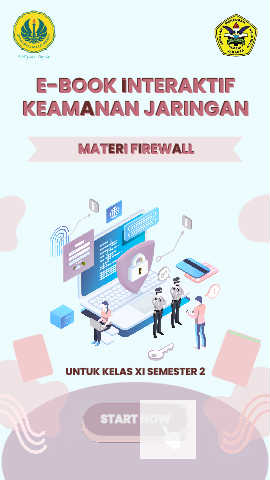 E-BOOK INTERAKTIF
KEAMANAN JARINGAN
MATERI FIREWALL
UNTUK KELAS XI SEMESTER 2
START NOW